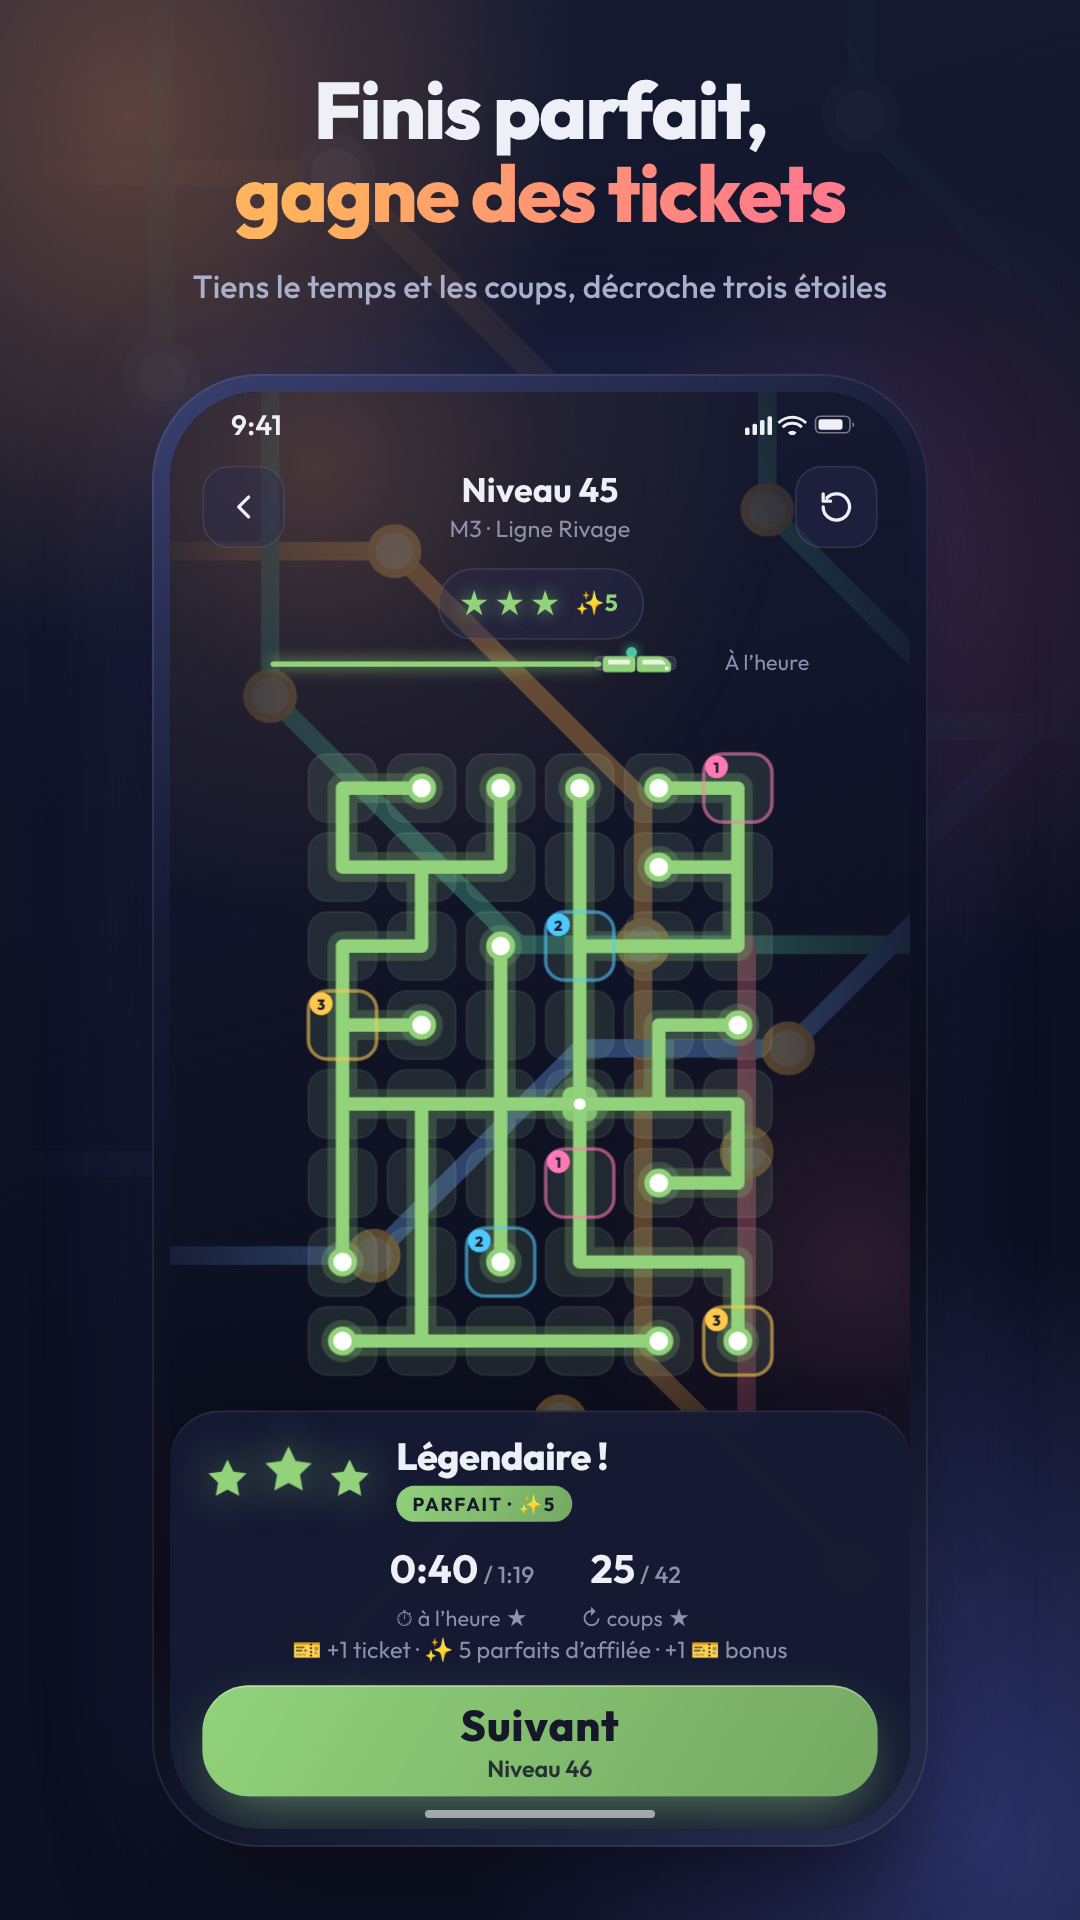 Finis parfait,
gagne des tickets
Tiens le temps et les coups, décroche trois étoiles
9:41
Niveau 45
M3 · Ligne Rivage
★ ★ ★ ✨5
À l’heure
1
2
3
1
2
3
Légendaire !
PARFAIT · ✨5
0:40 / 1:19
25 / 42
⏱ à l’heure ★
↻ coups ★
🎫 +1 ticket · ✨ 5 parfaits d’affilée · +1 🎫 bonus
Suivant
Niveau 46